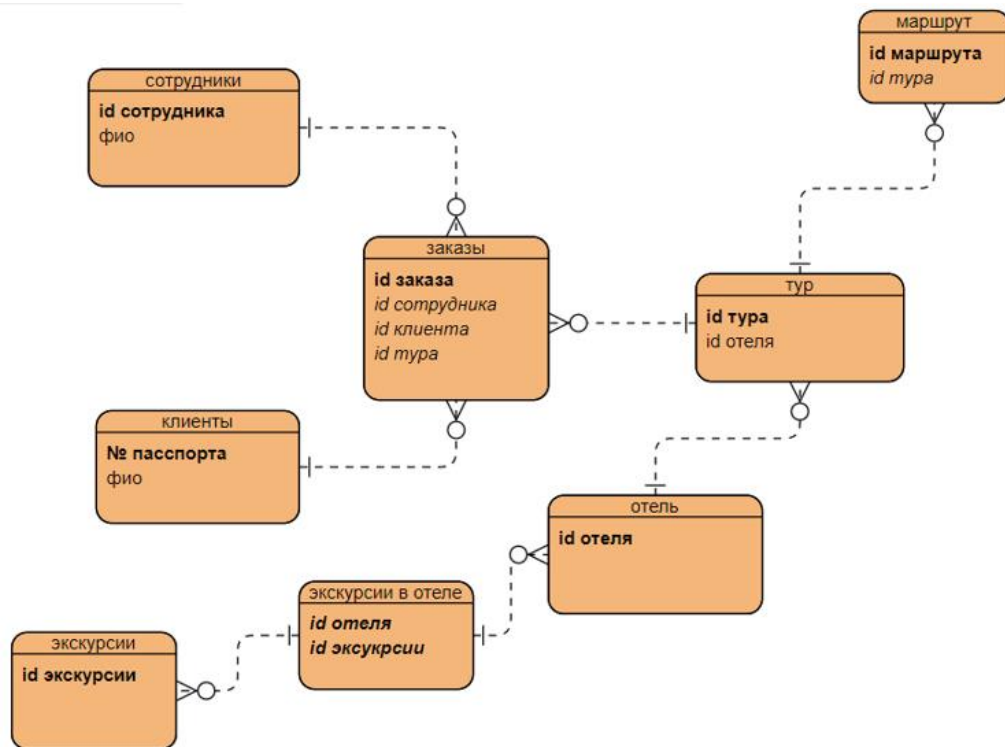 маршрут
id маршрута
id тура
сотрудники
id сотрудника
фио
заказы
id заказа
id сотрудника
id клиента
id тура
тур
id тура
id отеля
клиенты
№ пасспорта
фио
отель
id отеля
экскурсии в отеле
id отеля
id эксукрсии
экскурсии
id экскурсии